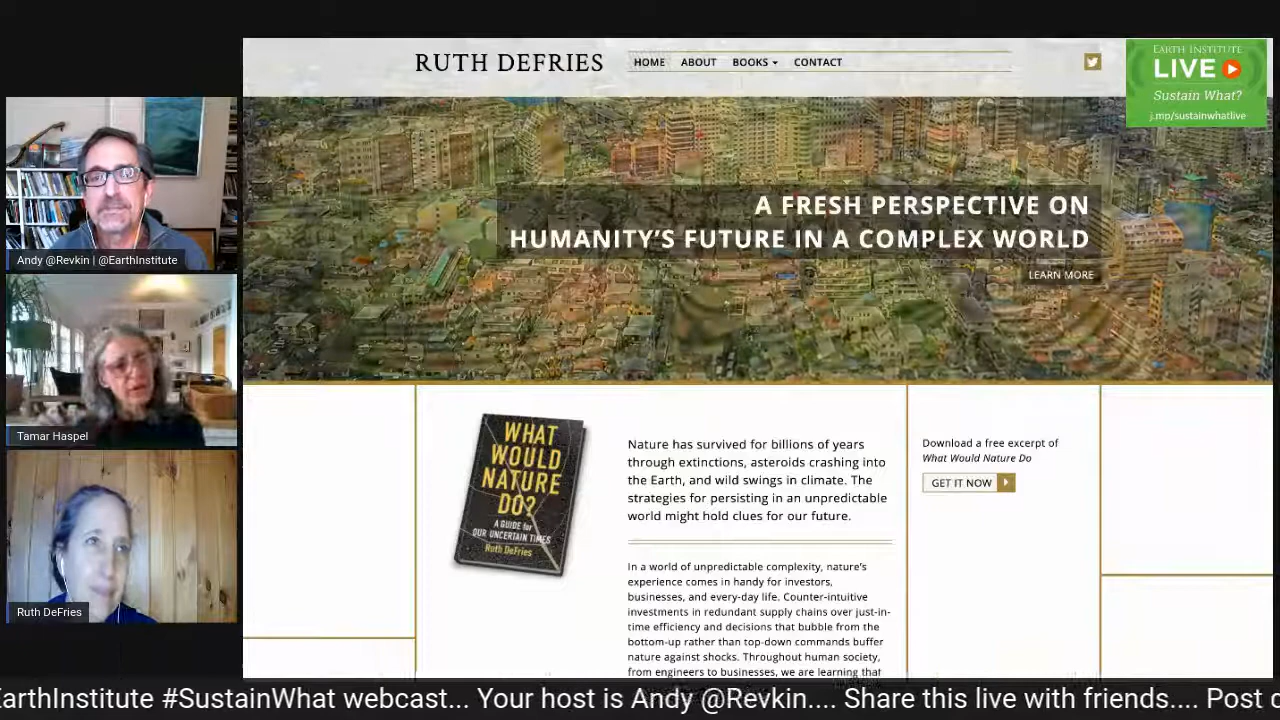 RUTH DEFRIES
HOME ABOUT BOOKS CONTACT
EARTH INSTITUTE
LIVE
Sustain What?
j.mp/sustainwhatlive
A FRESH PERSPECTIVE ON
HUMANITY'S FUTURE IN A COMPLEX WORLD
LEARN MORE
Andy @Revkin | @EarthInstitute
Tamar Haspel
Ruth DeFries
WHAT
WOULD
NATURE
DO?
A GUIDE for
OUR UNCERTAIN TIMES
Ruth DeFries
Nature has survived for billions of years
through extinctions, asteroids crashing into
the Earth, and wild swings in climate. The
strategies for persisting in an unpredictable
world might hold clues for our future.
In a world of unpredictable complexity, nature's
experience comes in handy for investors,
businesses, and every-day life. Counter-intuitive
investments in redundant supply chains over just-in-
time efficiency and decisions that bubble from the
bottom-up rather than top-down commands buffer
nature against shocks. Throughout human society,
from engineers to businesses, we are learning that
Download a free excerpt of
What Would Nature Do
GET IT NOW
EarthInstitute #SustainWhat webcast... Your host is Andy @Revkin.... Share this live with friends.... Post